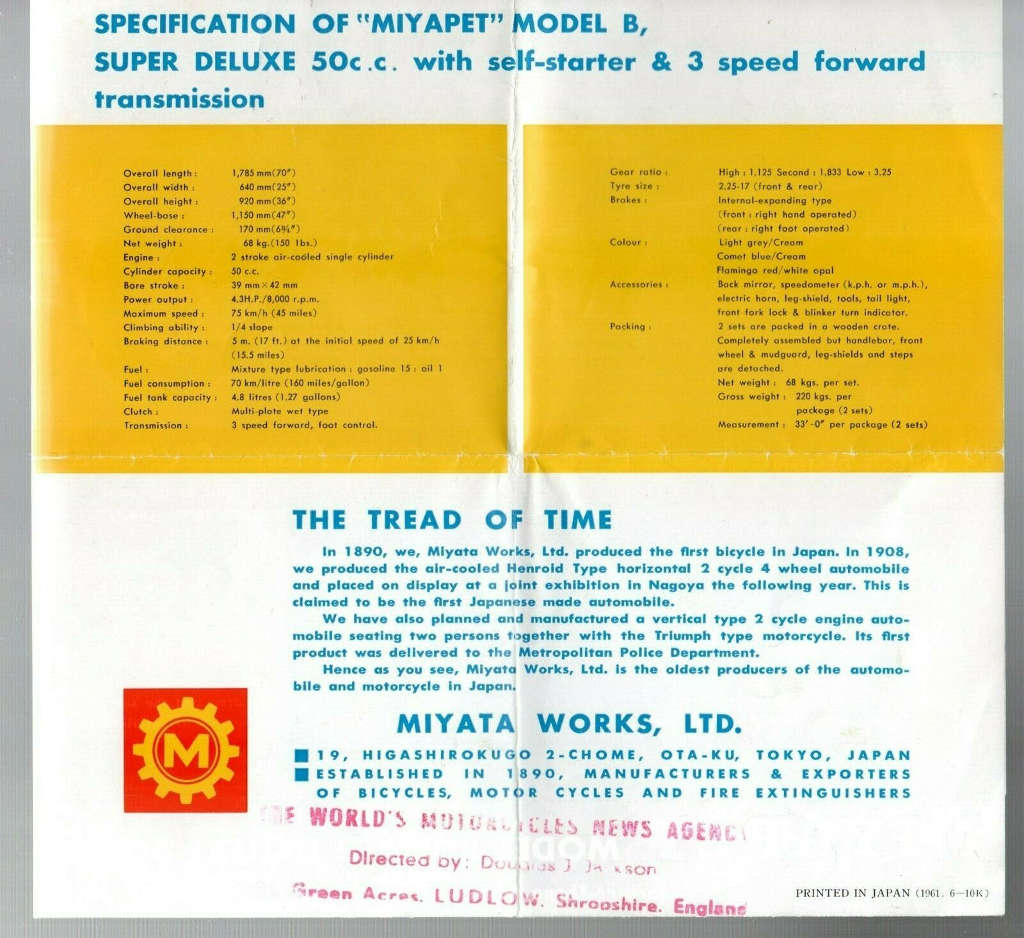 SPECIFICATION OF "MIYAPET" MODEL B,
SUPER DELUXE 50c.c. with self-starter & 3 speed forward
transmission
Overall length : 1,785 mm(70")
Overall width : 640 mm(25")
Overall height : 920 mm(36")
Wheel-base : 1,150 mm(47")
Ground clearance : 170 mm(6¾")
Net weight : 68 kg.(150 lbs.)
Engine : 2 stroke air-cooled single cylinder
Cylinder capacity : 50 c.c.
Bore stroke : 39 mm×42 mm
Power output : 4.3H.P./8,000 r.p.m.
Maximum speed : 75 km/h (45 miles)
Climbing ability : 1/4 slope
Braking distance : 5 m. (17 ft.) at the initial speed of 25 km/h
(15.5 miles)
Fuel : Mixture type lubrication : gasoline 15 : oil 1
Fuel consumption : 70 km/litre (160 miles/gallon)
Fuel tank capacity : 4.8 litres (1.27 gallons)
Clutch : Multi-plate wet type
Transmission : 3 speed forward, foot control.
Gear ratio : High : 1,125 Second : 1,833 Low : 3,25
Tyre size : 2,25-17 (front & rear)
Brakes : Internal-expanding type
(front : right hand operated)
(rear : right foot operated)
Colour : Light grey/Cream
Comet blue/Cream
Flamingo red/white opal
Accessories : Back mirror, speedometer (k.p.h. or m.p.h.),
electric horn, leg-shield, tools, tail light,
front fork lock & blinker turn indicator.
Packing : 2 sets are packed in a wooden crate.
Completely assembled but handlebar, front
wheel & mudguard, leg-shields and steps
are detached.
Net weight : 68 kgs. per set.
Gross weight : 220 kgs. per
package (2 sets)
Measurement : 33'-0" per package (2 sets)
THE TREAD OF TIME
In 1890, we, Miyata Works, Ltd. produced the first bicycle in Japan. In 1908,
we produced the air-cooled Henroid Type horizontal 2 cycle 4 wheel automobile
and placed on display at a joint exhibition in Nagoya the following year. This is
claimed to be the first Japanese made automobile.
We have also planned and manufactured a vertical type 2 cycle engine auto-
mobile seating two persons together with the Triumph type motorcycle. Its first
product was delivered to the Metropolitan Police Department.
Hence as you see, Miyata Works, Ltd. is the oldest producers of the automo-
bile and motorcycle in Japan.
M
MIYATA WORKS, LTD.
19, HIGASHIROKUGO 2-CHOME, OTA-KU, TOKYO, JAPAN
ESTABLISHED IN 1890, MANUFACTURERS & EXPORTERS
OF BICYCLES, MOTOR CYCLES AND FIRE EXTINGUISHERS
THE WORLD'S MOTORCYCLES NEWS AGENCY
Directed by: Douglas J. Jackson
Green Acres, LUDLOW, Shropshire, England
PRINTED IN JAPAN (1961. 6—10K)